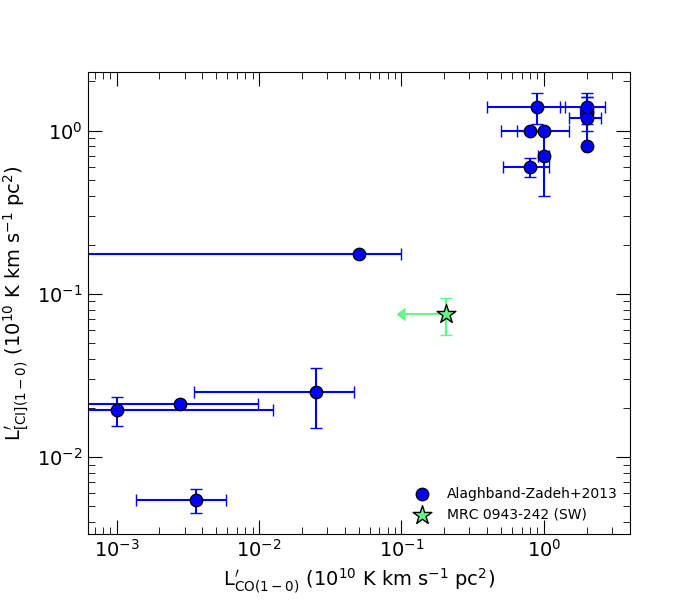 10⁰
10⁻¹
10⁻²
L′[CI](1−0) (10¹⁰ K km s⁻¹ pc²)
Alaghband-Zadeh+2013
MRC 0943-242 (SW)
10⁻³ 10⁻² 10⁻¹ 10⁰
L′CO(1−0) (10¹⁰ K km s⁻¹ pc²)